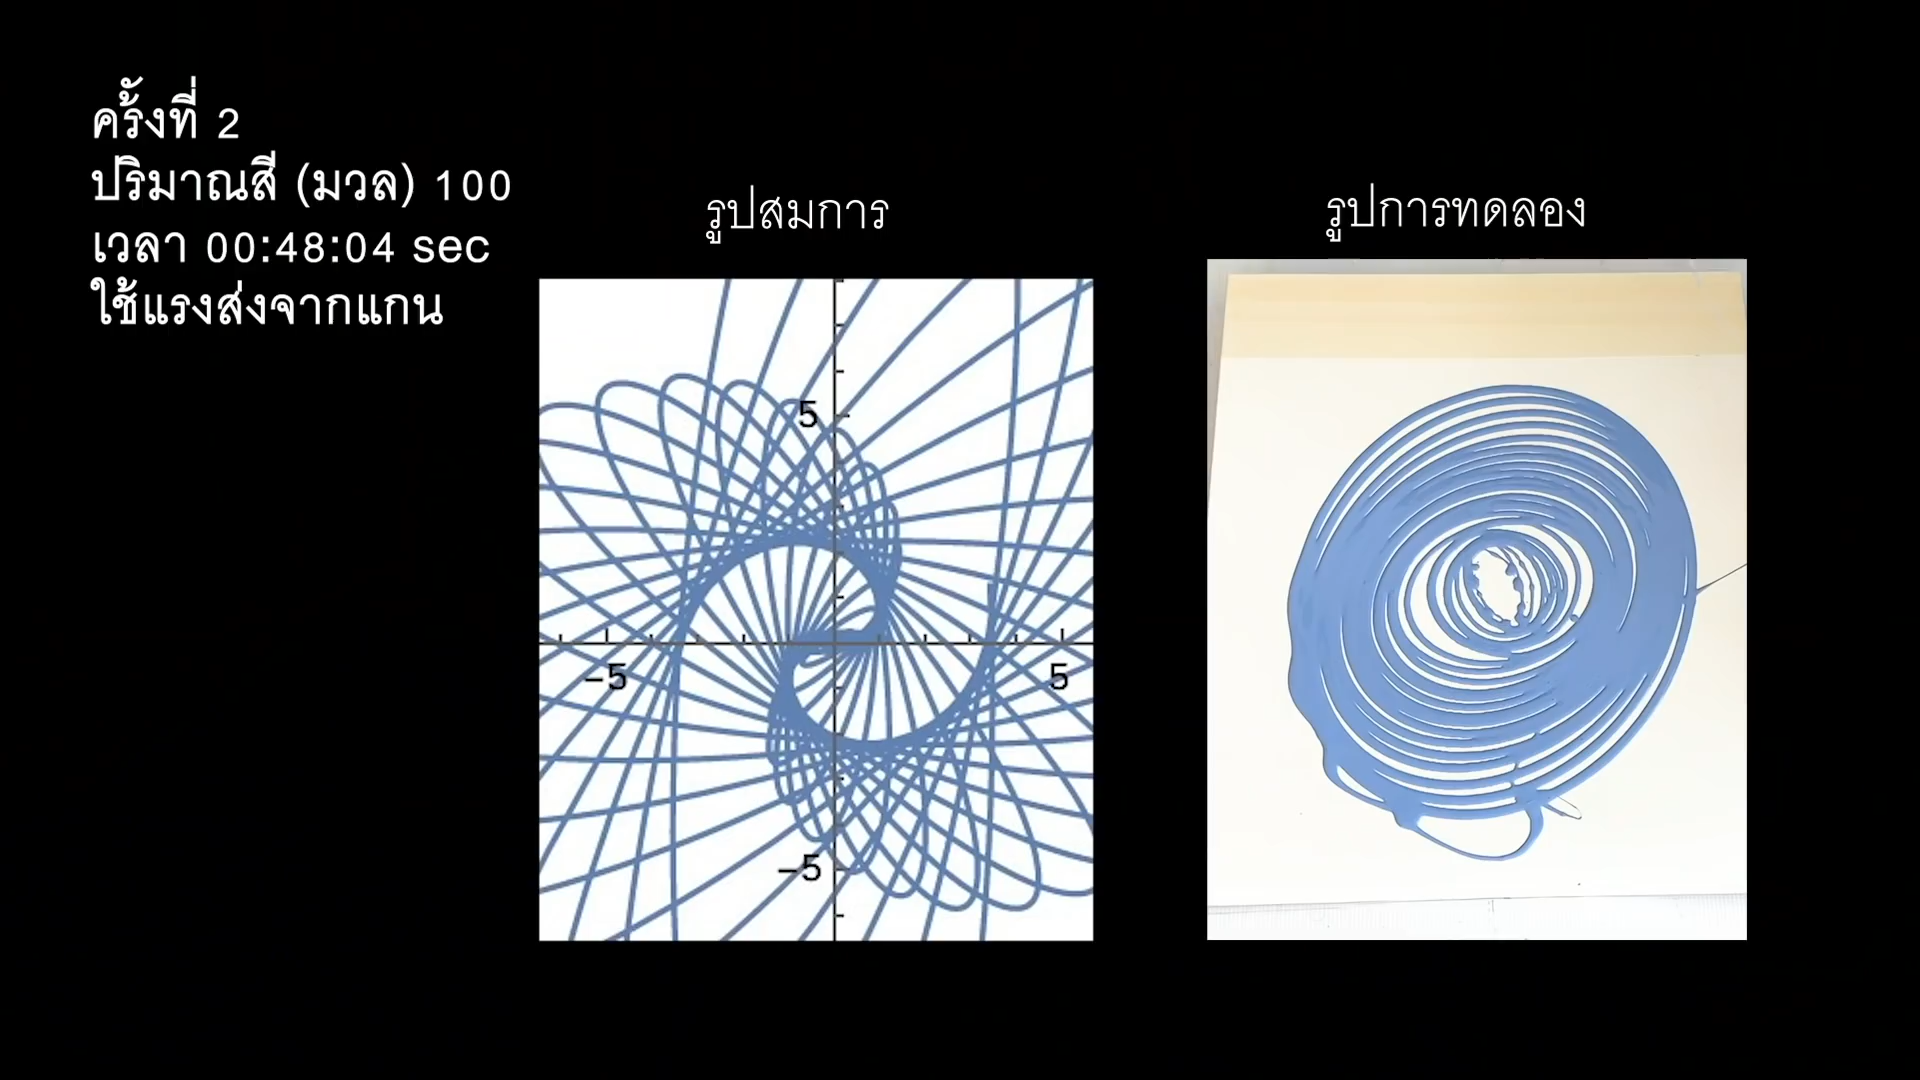 ครั้งที่ 2
ปริมาณสี (มวล) 100
เวลา 00:48:04 sec
ใช้แรงส่งจากแกน
รูปสมการ
รูปการทดลอง
5
-5
5
-5